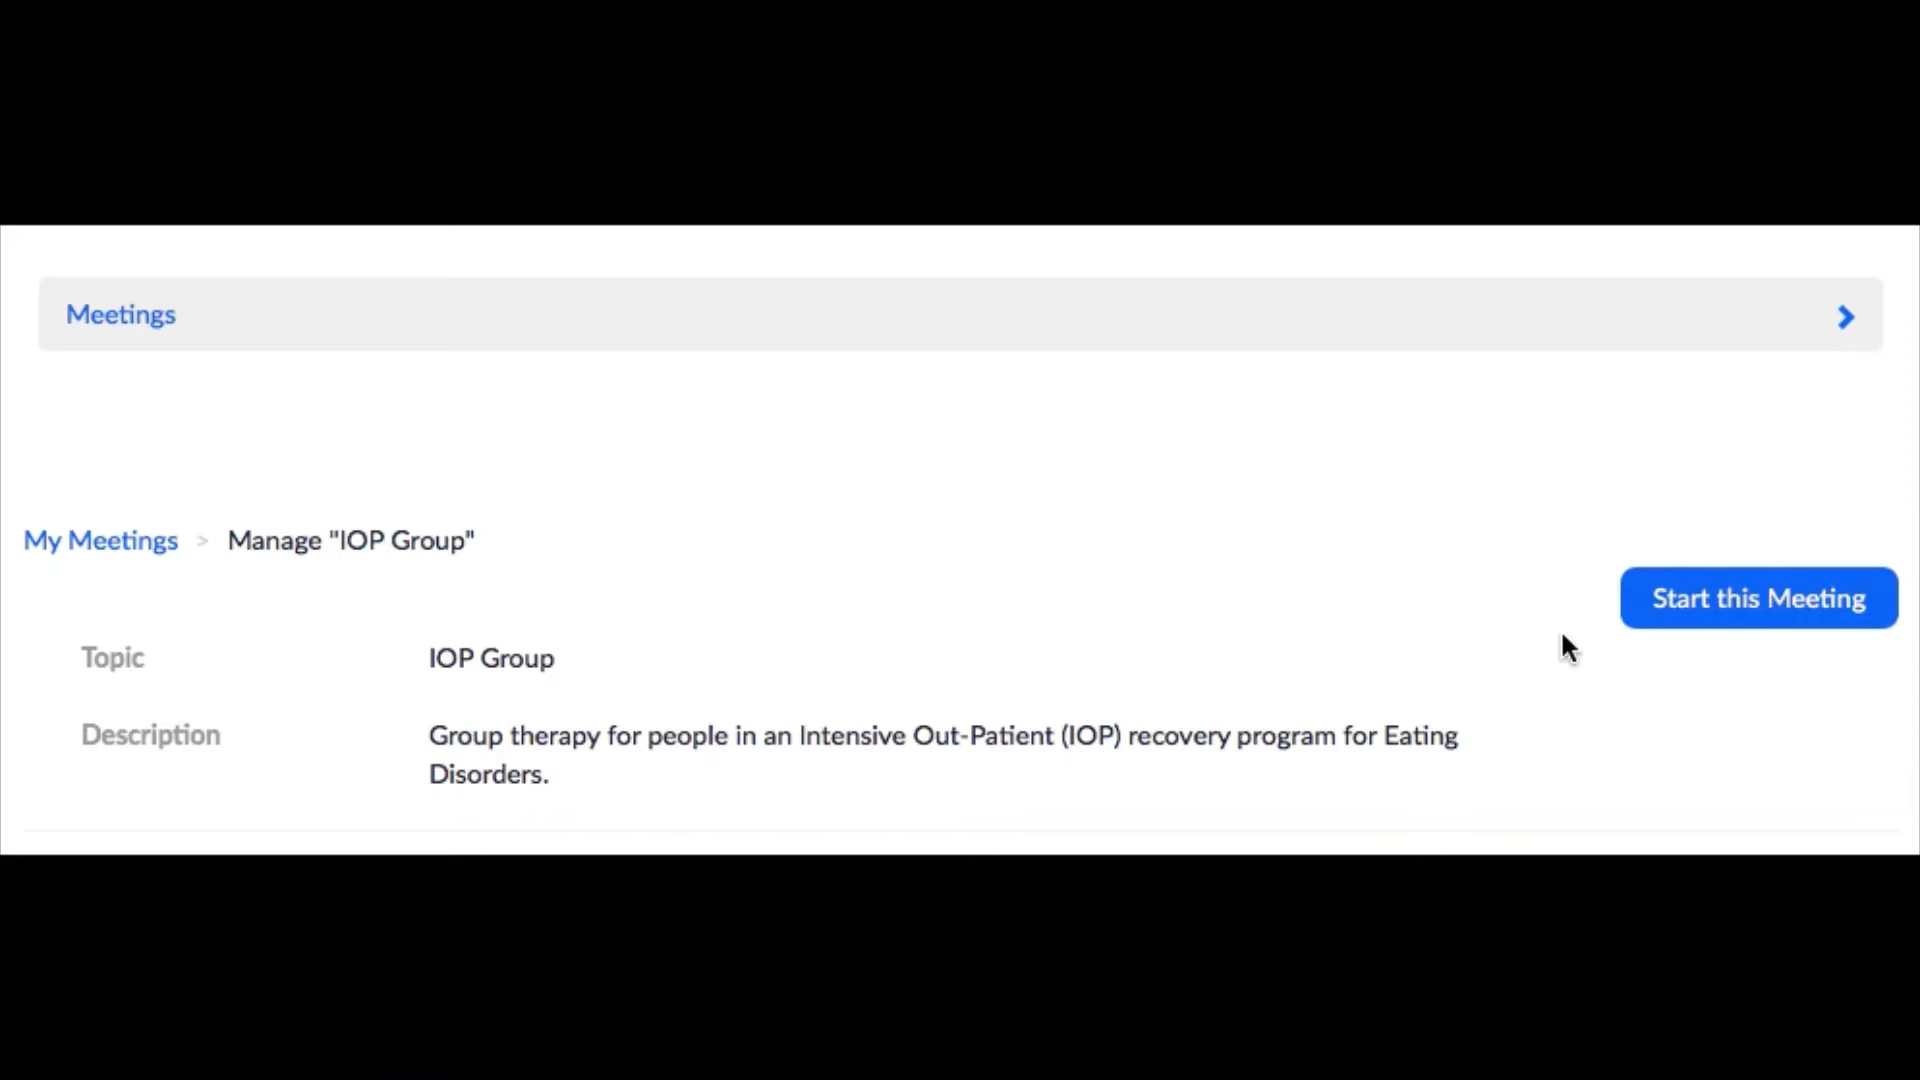 Meetings
My Meetings > Manage "IOP Group"
Start this Meeting
Topic IOP Group
Description Group therapy for people in an Intensive Out-Patient (IOP) recovery program for Eating
Disorders.